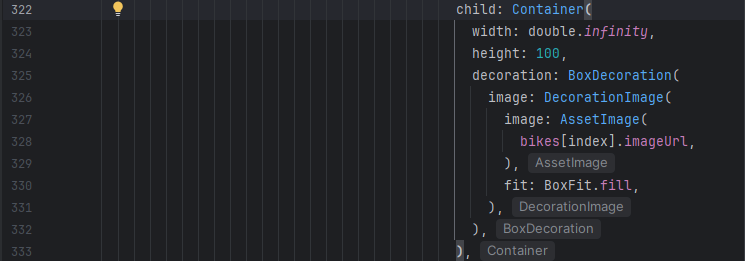 322 child: Container(
323 width: double.infinity,
324 height: 100,
325 decoration: BoxDecoration(
326 image: DecorationImage(
327 image: AssetImage(
328 bikes[index].imageUrl,
329 ), AssetImage
330 fit: BoxFit.fill,
331 ), DecorationImage
332 ), BoxDecoration
333 ), Container